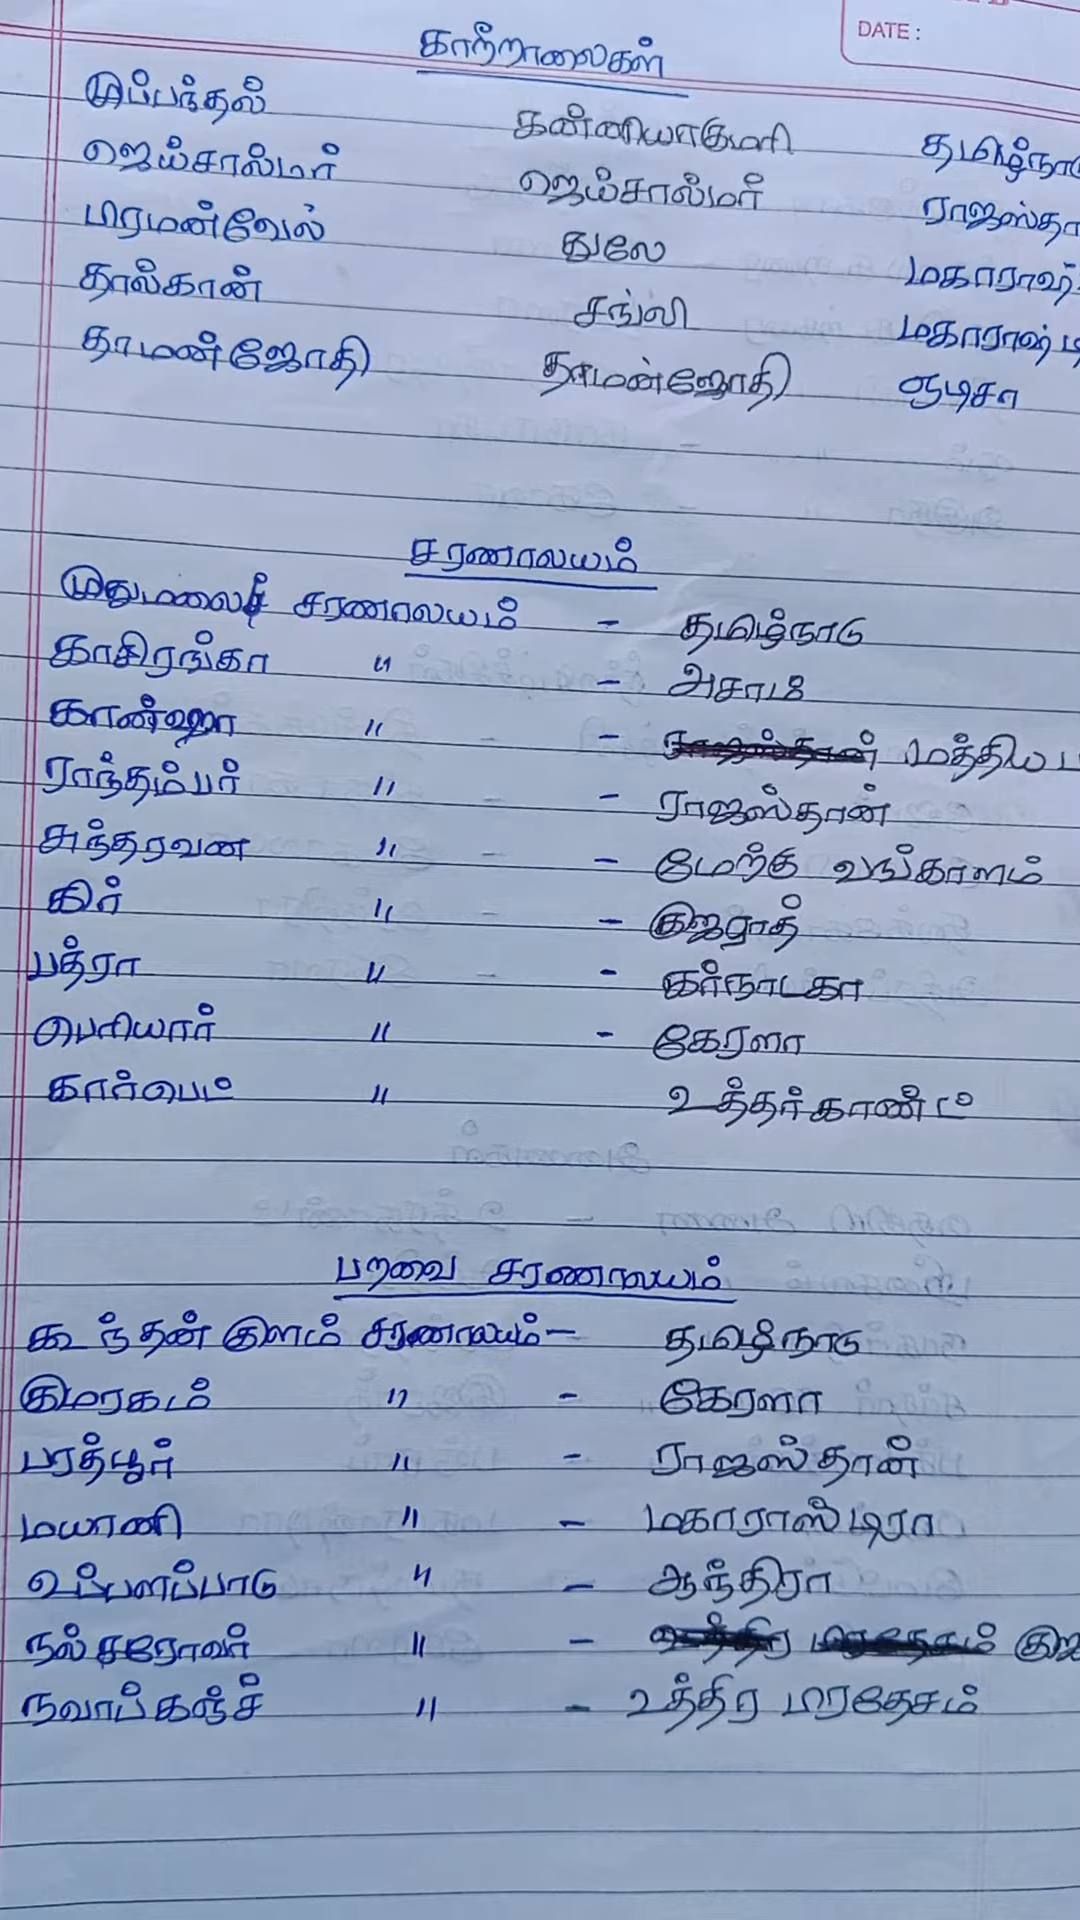 DATE :
காற்றாலைகள்
முப்பந்தல் கன்னியாகுமரி தமிழ்நாடு
ஜெய்சால்மர் ஜெய்சால்மர் ராஜஸ்தா
பிரமன்வேல் துலே மகாராஷ்
தால்கான் சங்லி மகாராஷ்டி
தாமன்ஜோதி தாமன்ஜோதி ஒடிசா
சரணாலயம்
முதுமலை சரணாலயம் - தமிழ்நாடு
காசிரங்கா " - அசாம்
கான்ஹா " - மத்திய ப
ராந்தம்பர் " - ராஜஸ்தான்
சுந்தரவன " - மேற்கு வங்காளம்
கிர் " - குஜராத்
பத்ரா " - கர்நாடகா
பெரியார் " - கேரளா
கார்பெட் " உத்தர்காண்ட்
பறவை சரணாலயம்
கூந்தன் குளம் சரணாலயம் - தமிழ்நாடு
குமரகம் " - கேரளா
பரத்பூர் " - ராஜஸ்தான்
மயாணி " - மகாராஸ்டிரா
உப்பளப்பாடு " - ஆந்திரா
நல்சரோவர் " - குஜ
நவாப்கஞ்ச் " - உத்திர பிரதேசம்